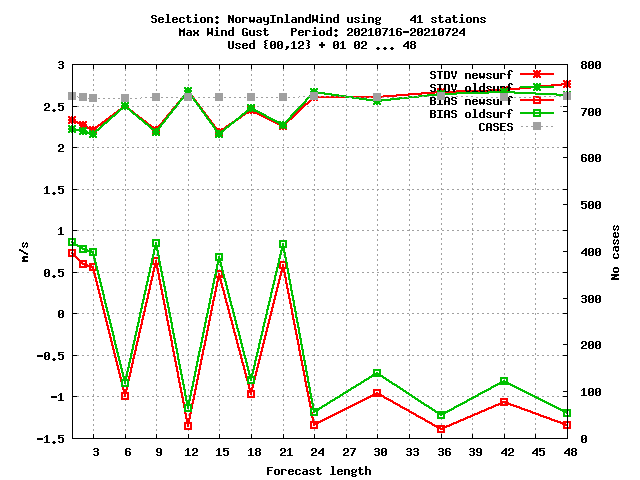 Selection: NorwayInlandWind using    41 stations
Max Wind Gust   Period: 20210716-20210724
Used {00,12} + 01 02 ... 48
STDV newsurf
STDV oldsurf
BIAS newsurf
BIAS oldsurf
CASES
3
2.5
2
1.5
1
0.5
0
-0.5
-1
-1.5
m/s
800
700
600
500
400
300
200
100
0
No cases
3 6 9 12 15 18 21 24 27 30 33 36 39 42 45 48
Forecast length